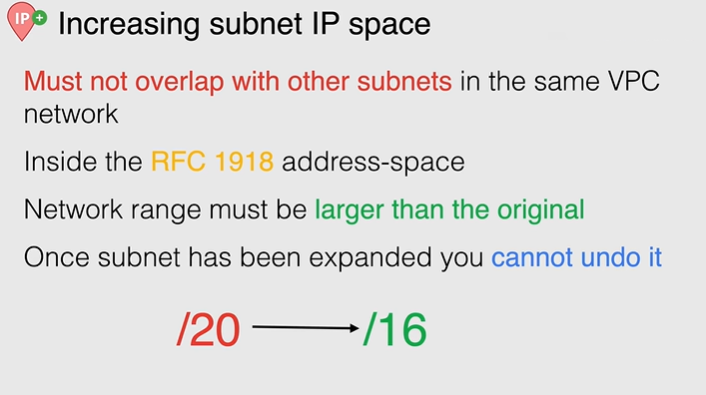 IP+
Increasing subnet IP space
Must not overlap with other subnets in the same VPC
network
Inside the RFC 1918 address-space
Network range must be larger than the original
Once subnet has been expanded you cannot undo it
/20 /16